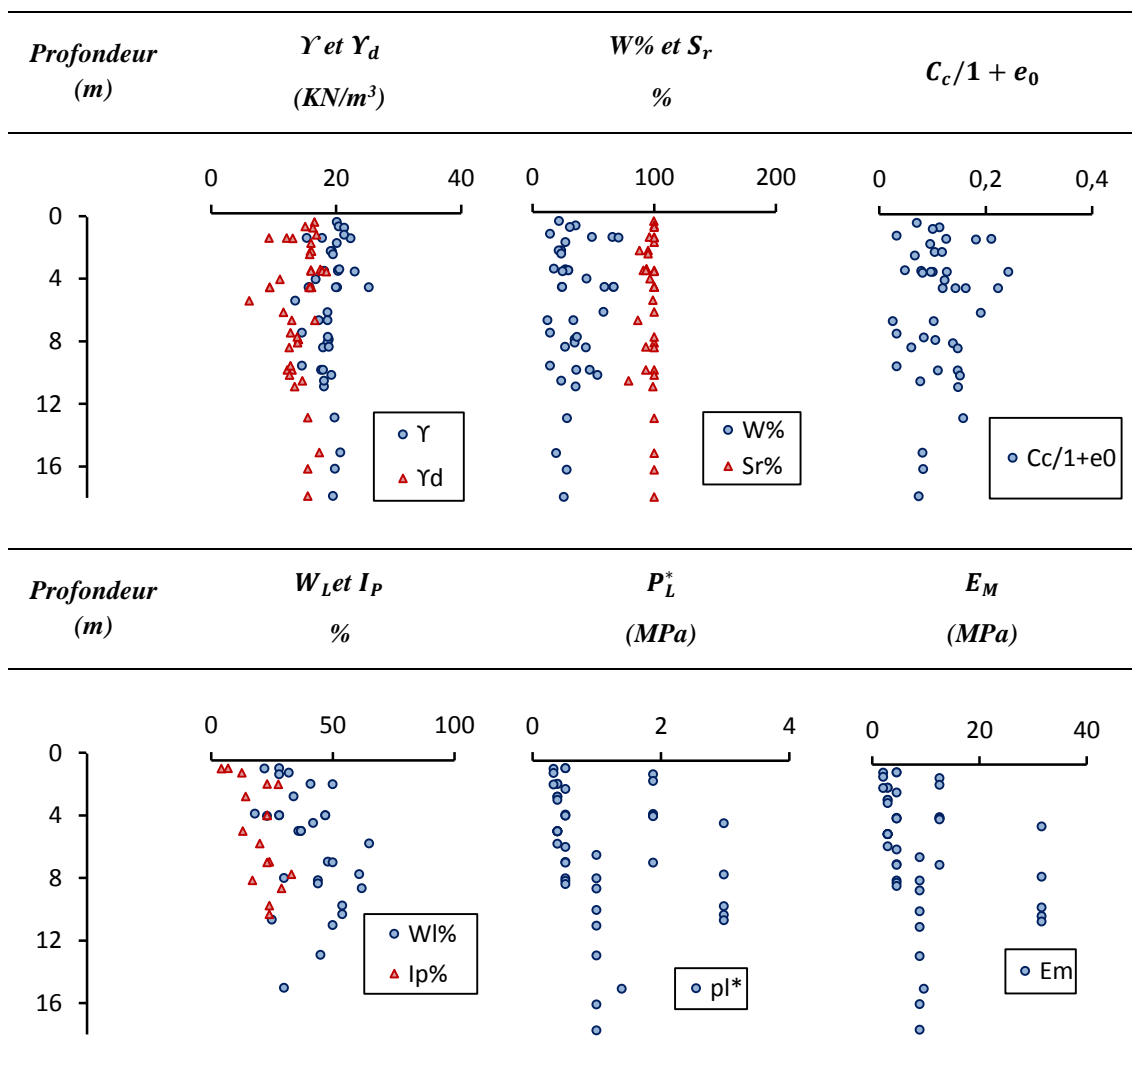 Profondeur
(m)
ϒ et ϒd
(KN/m³)
W% et Sr
%
Cc/1 + e0
0 20 40
0 100 200
0 0,2 0,4
0
4
8
12
16
ϒ
ϒd
W%
Sr%
Cc/1+e0
Profondeur
(m)
WL et IP
%
P*L
(MPa)
EM
(MPa)
0 50 100
0 2 4
0 20 40
0
4
8
12
16
Wl%
Ip%
pl*
Em